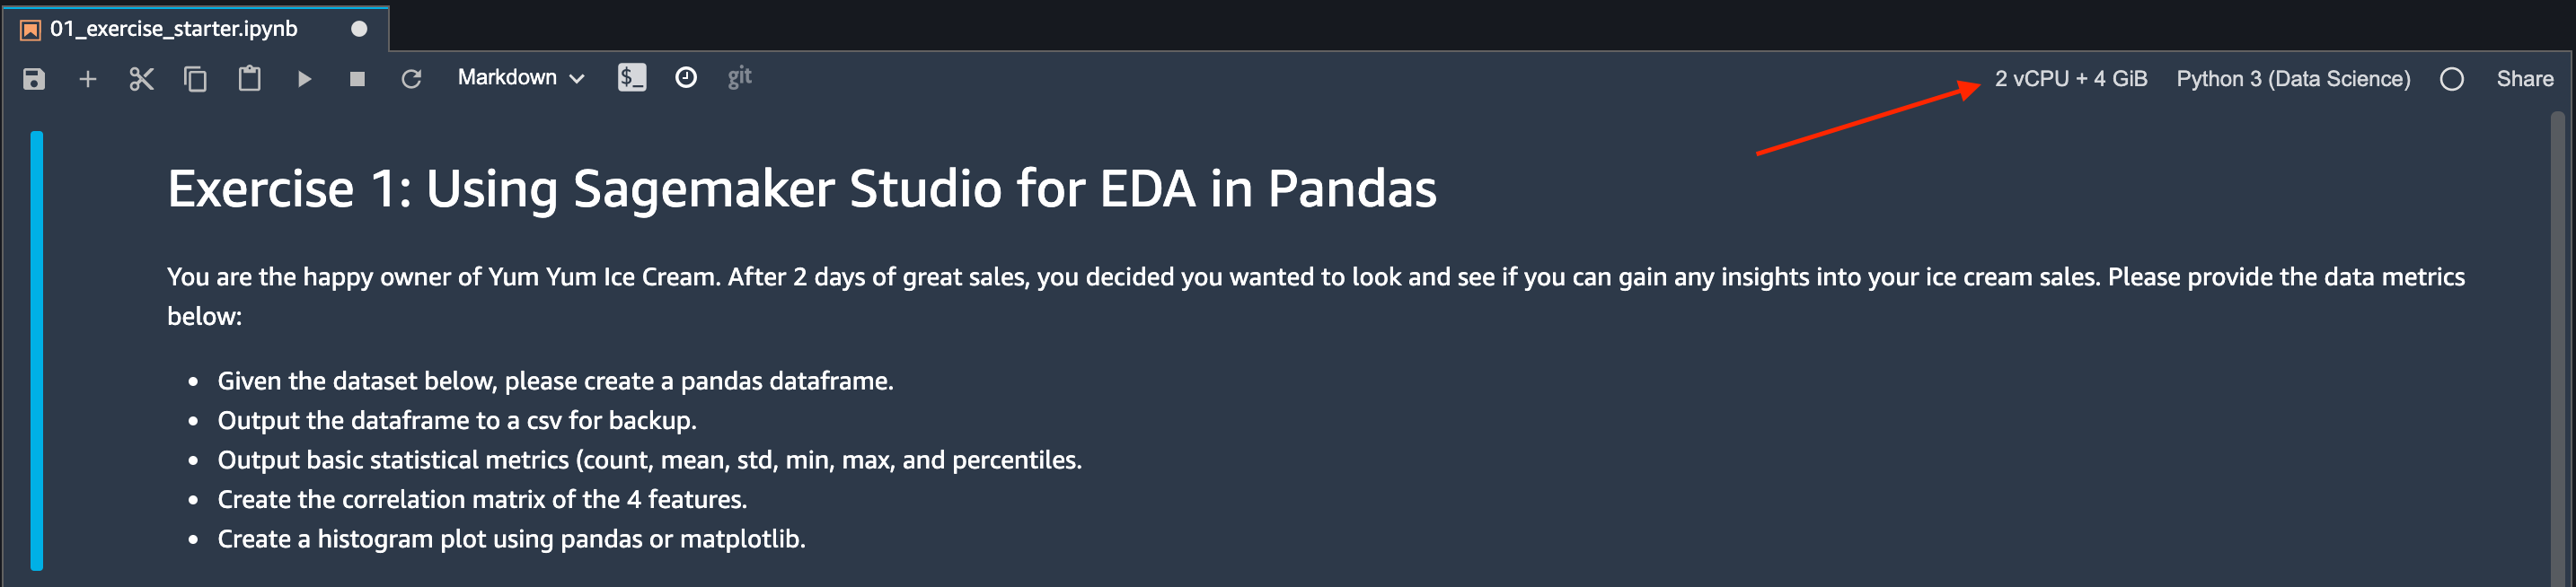 01_exercise_starter.ipynb
Markdown
$_
git
2 vCPU + 4 GiB
Python 3 (Data Science)
Share
Exercise 1: Using Sagemaker Studio for EDA in Pandas
You are the happy owner of Yum Yum Ice Cream. After 2 days of great sales, you decided you wanted to look and see if you can gain any insights into your ice cream sales. Please provide the data metrics
below:
• Given the dataset below, please create a pandas dataframe.
• Output the dataframe to a csv for backup.
• Output basic statistical metrics (count, mean, std, min, max, and percentiles.
• Create the correlation matrix of the 4 features.
• Create a histogram plot using pandas or matplotlib.